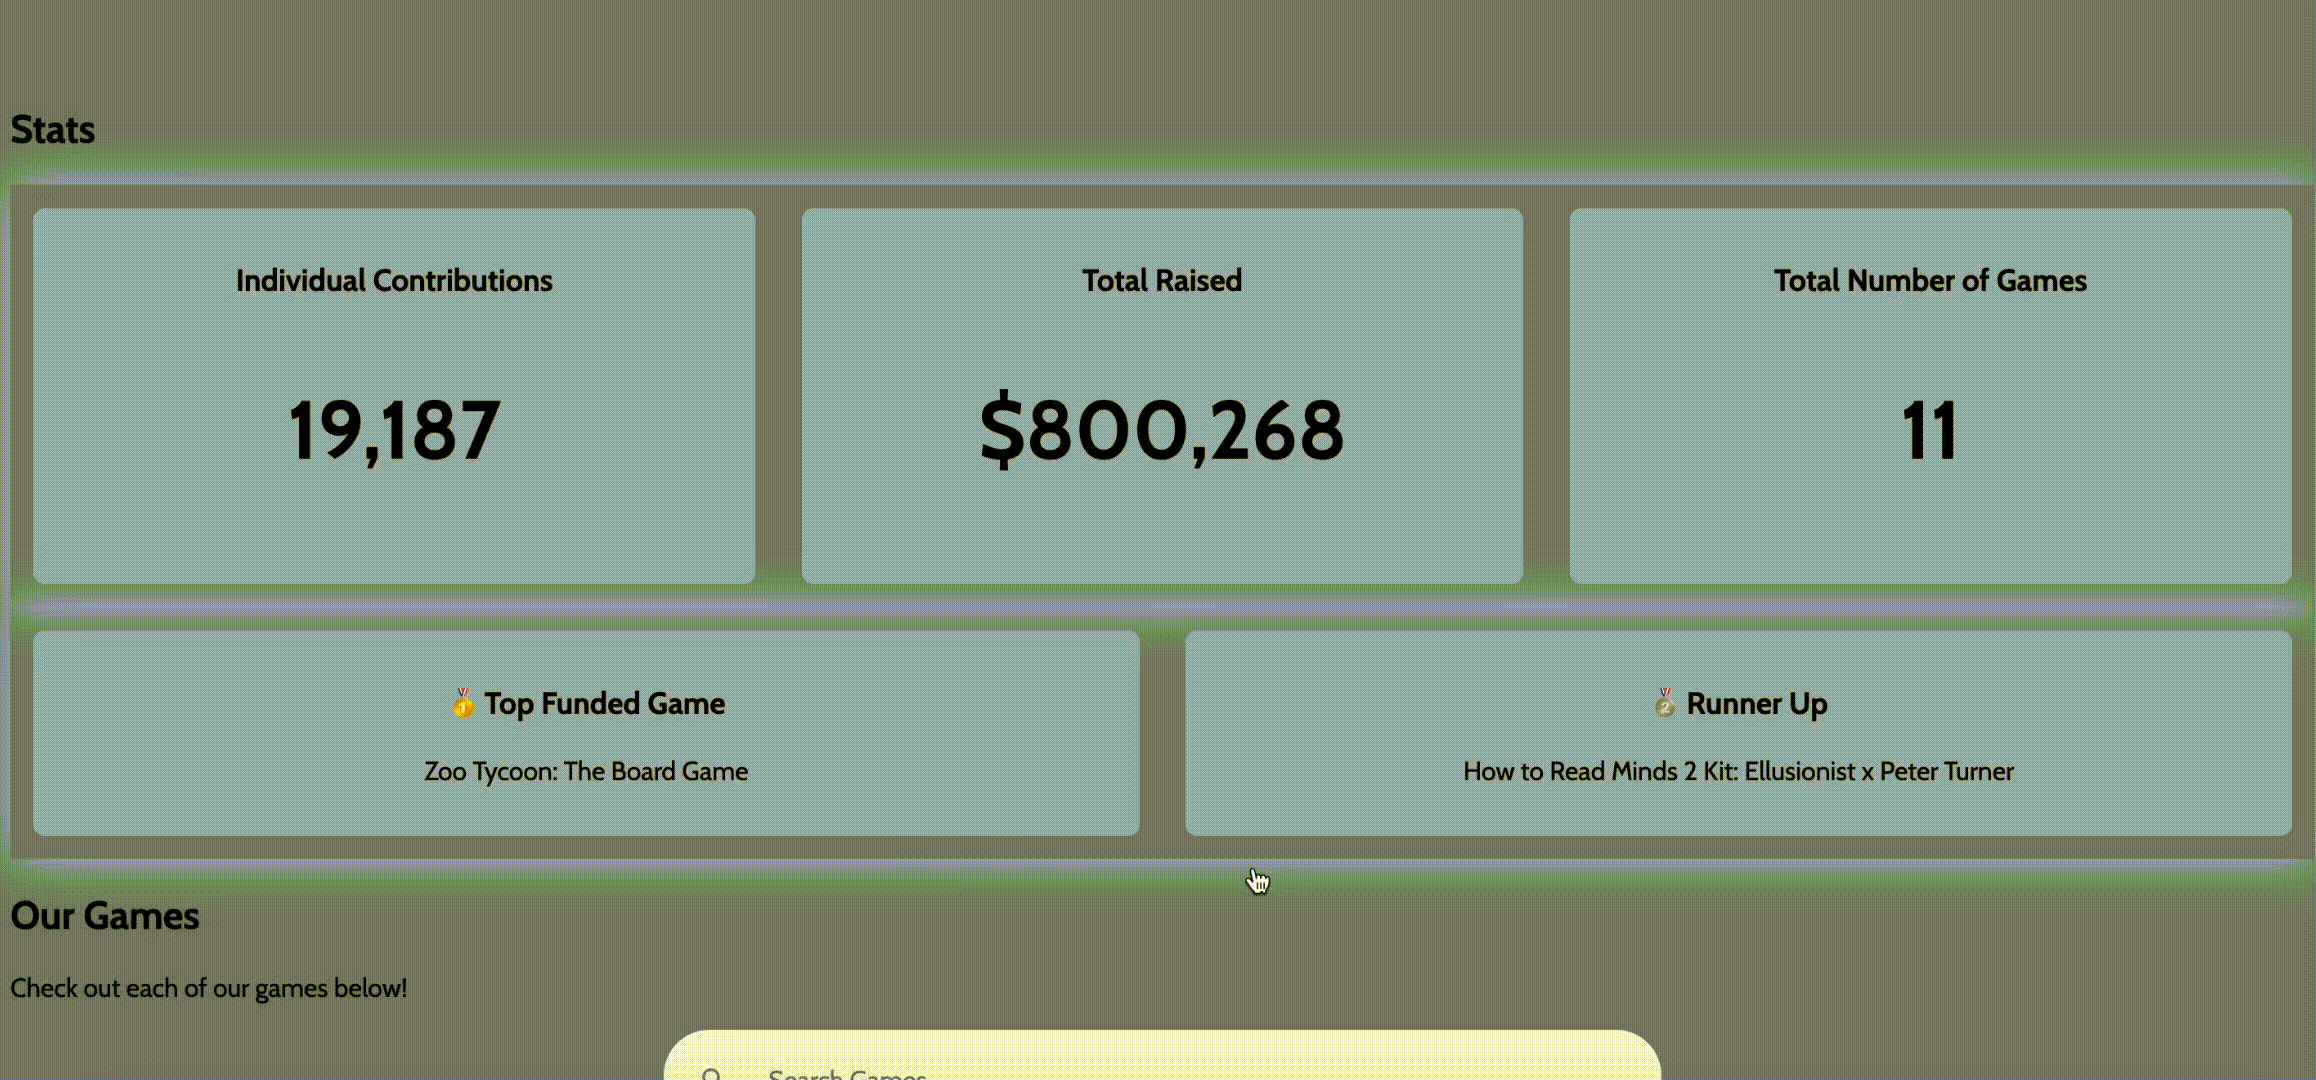 Stats
Individual Contributions
Total Raised
Total Number of Games
19,187
$800,268
11
🥇 Top Funded Game
🥈 Runner Up
Zoo Tycoon: The Board Game
How to Read Minds 2 Kit: Ellusionist x Peter Turner
Our Games
Check out each of our games below!
Search Games